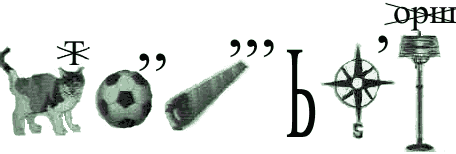 орш
т ,, ,,, Ь ,
S